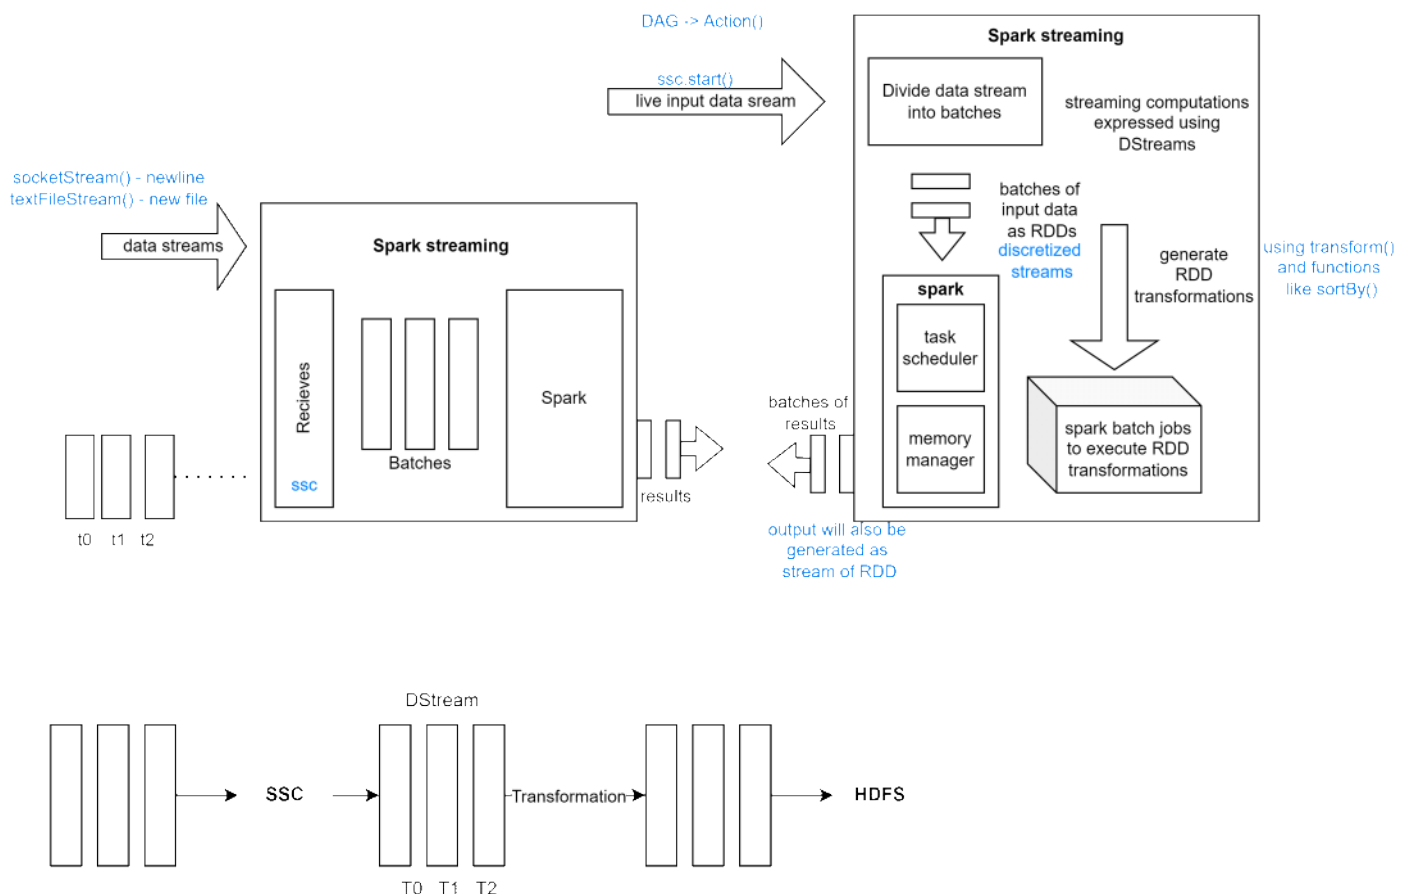 DAG -> Action()
Spark streaming
ssc.start()
live input data sream
Divide data stream
into batches
streaming computations
expressed using
DStreams
socketStream() - newline
textFileStream() - new file
data streams
Spark streaming
Recieves
ssc
Batches
Spark
results
t0 t1 t2
. . . . . . .
batches of
input data
as RDDs
discretized
streams
generate
RDD
transformations
using transform()
and functions
like sortBy()
spark
task
scheduler
memory
manager
spark batch jobs
to execute RDD
transformations
batches of
results
output will also be
generated as
stream of RDD
DStream
SSC
Transformation
HDFS
T0 T1 T2